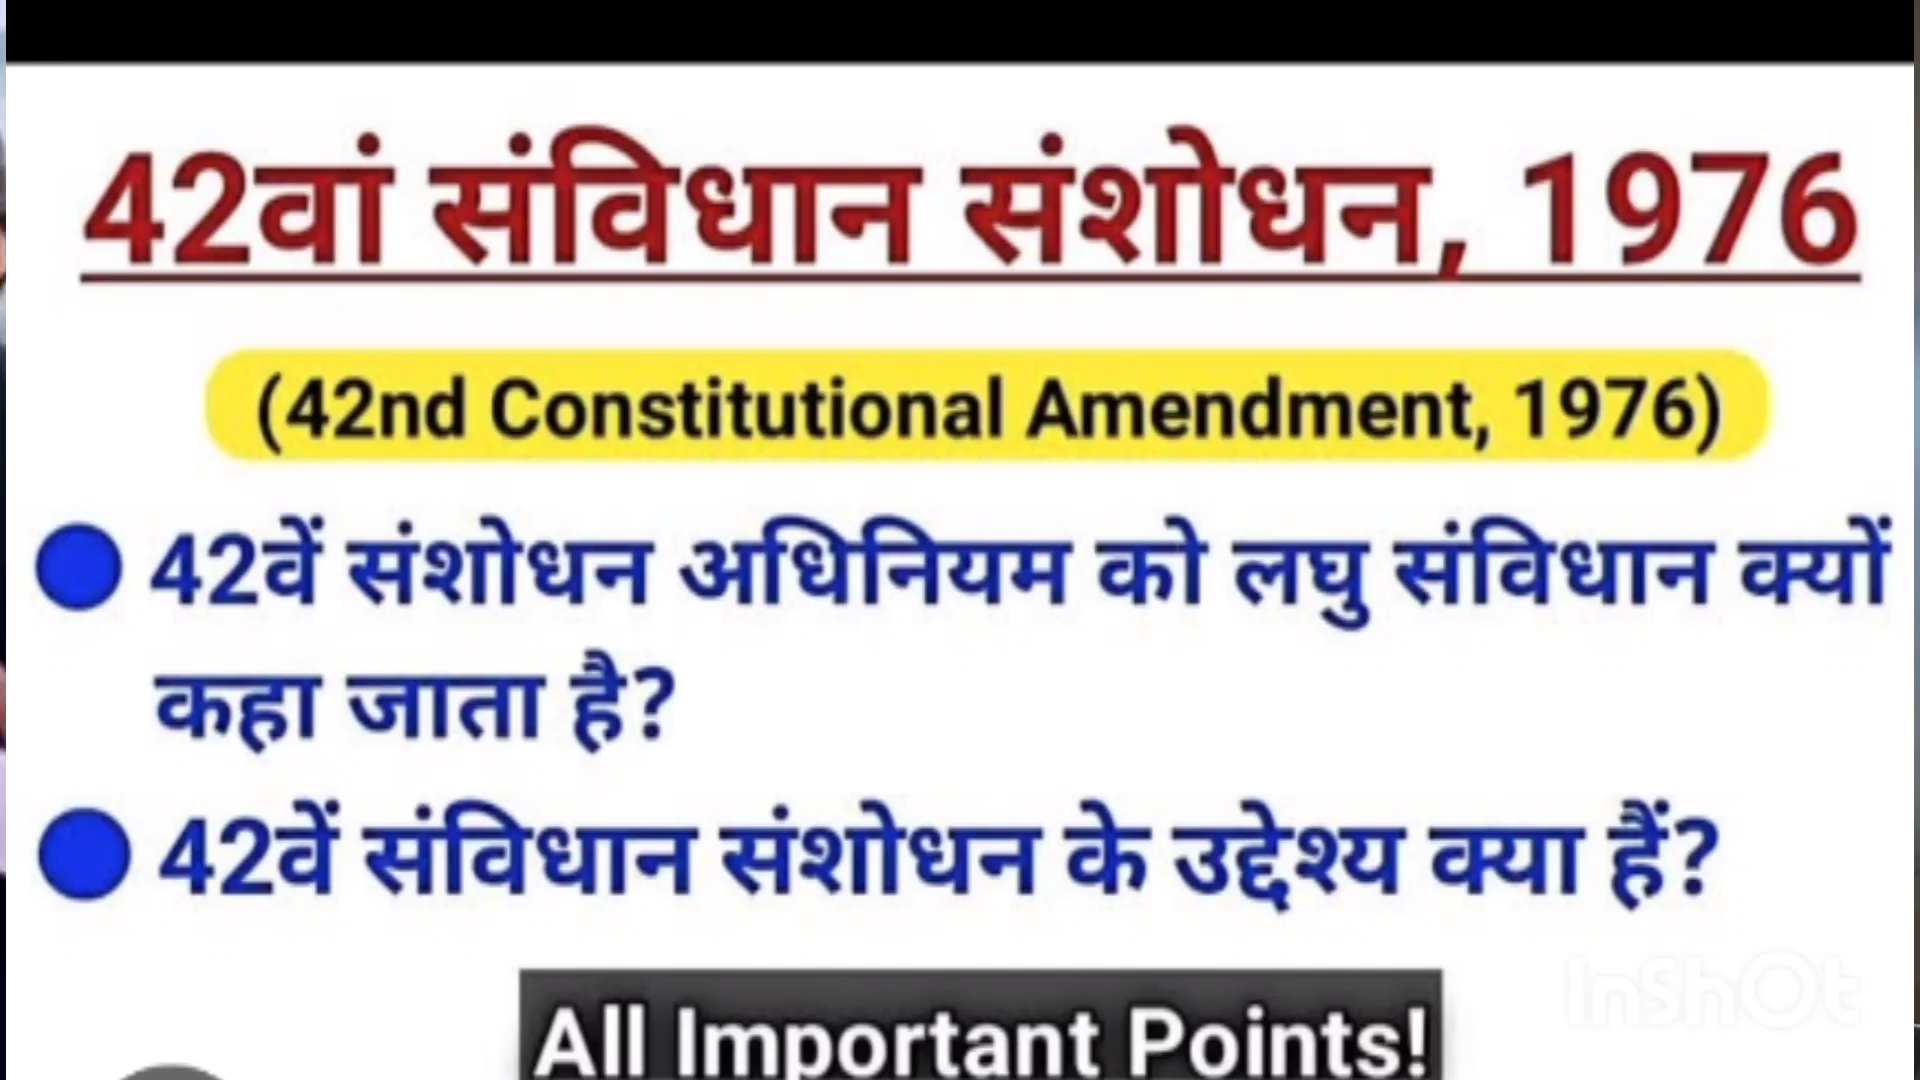 42वां संविधान संशोधन, 1976
(42nd Constitutional Amendment, 1976)
42वें संशोधन अधिनियम को लघु संविधान क्यों
कहा जाता है?
42वें संविधान संशोधन के उद्देश्य क्या हैं?
All Important Points!
InShOt